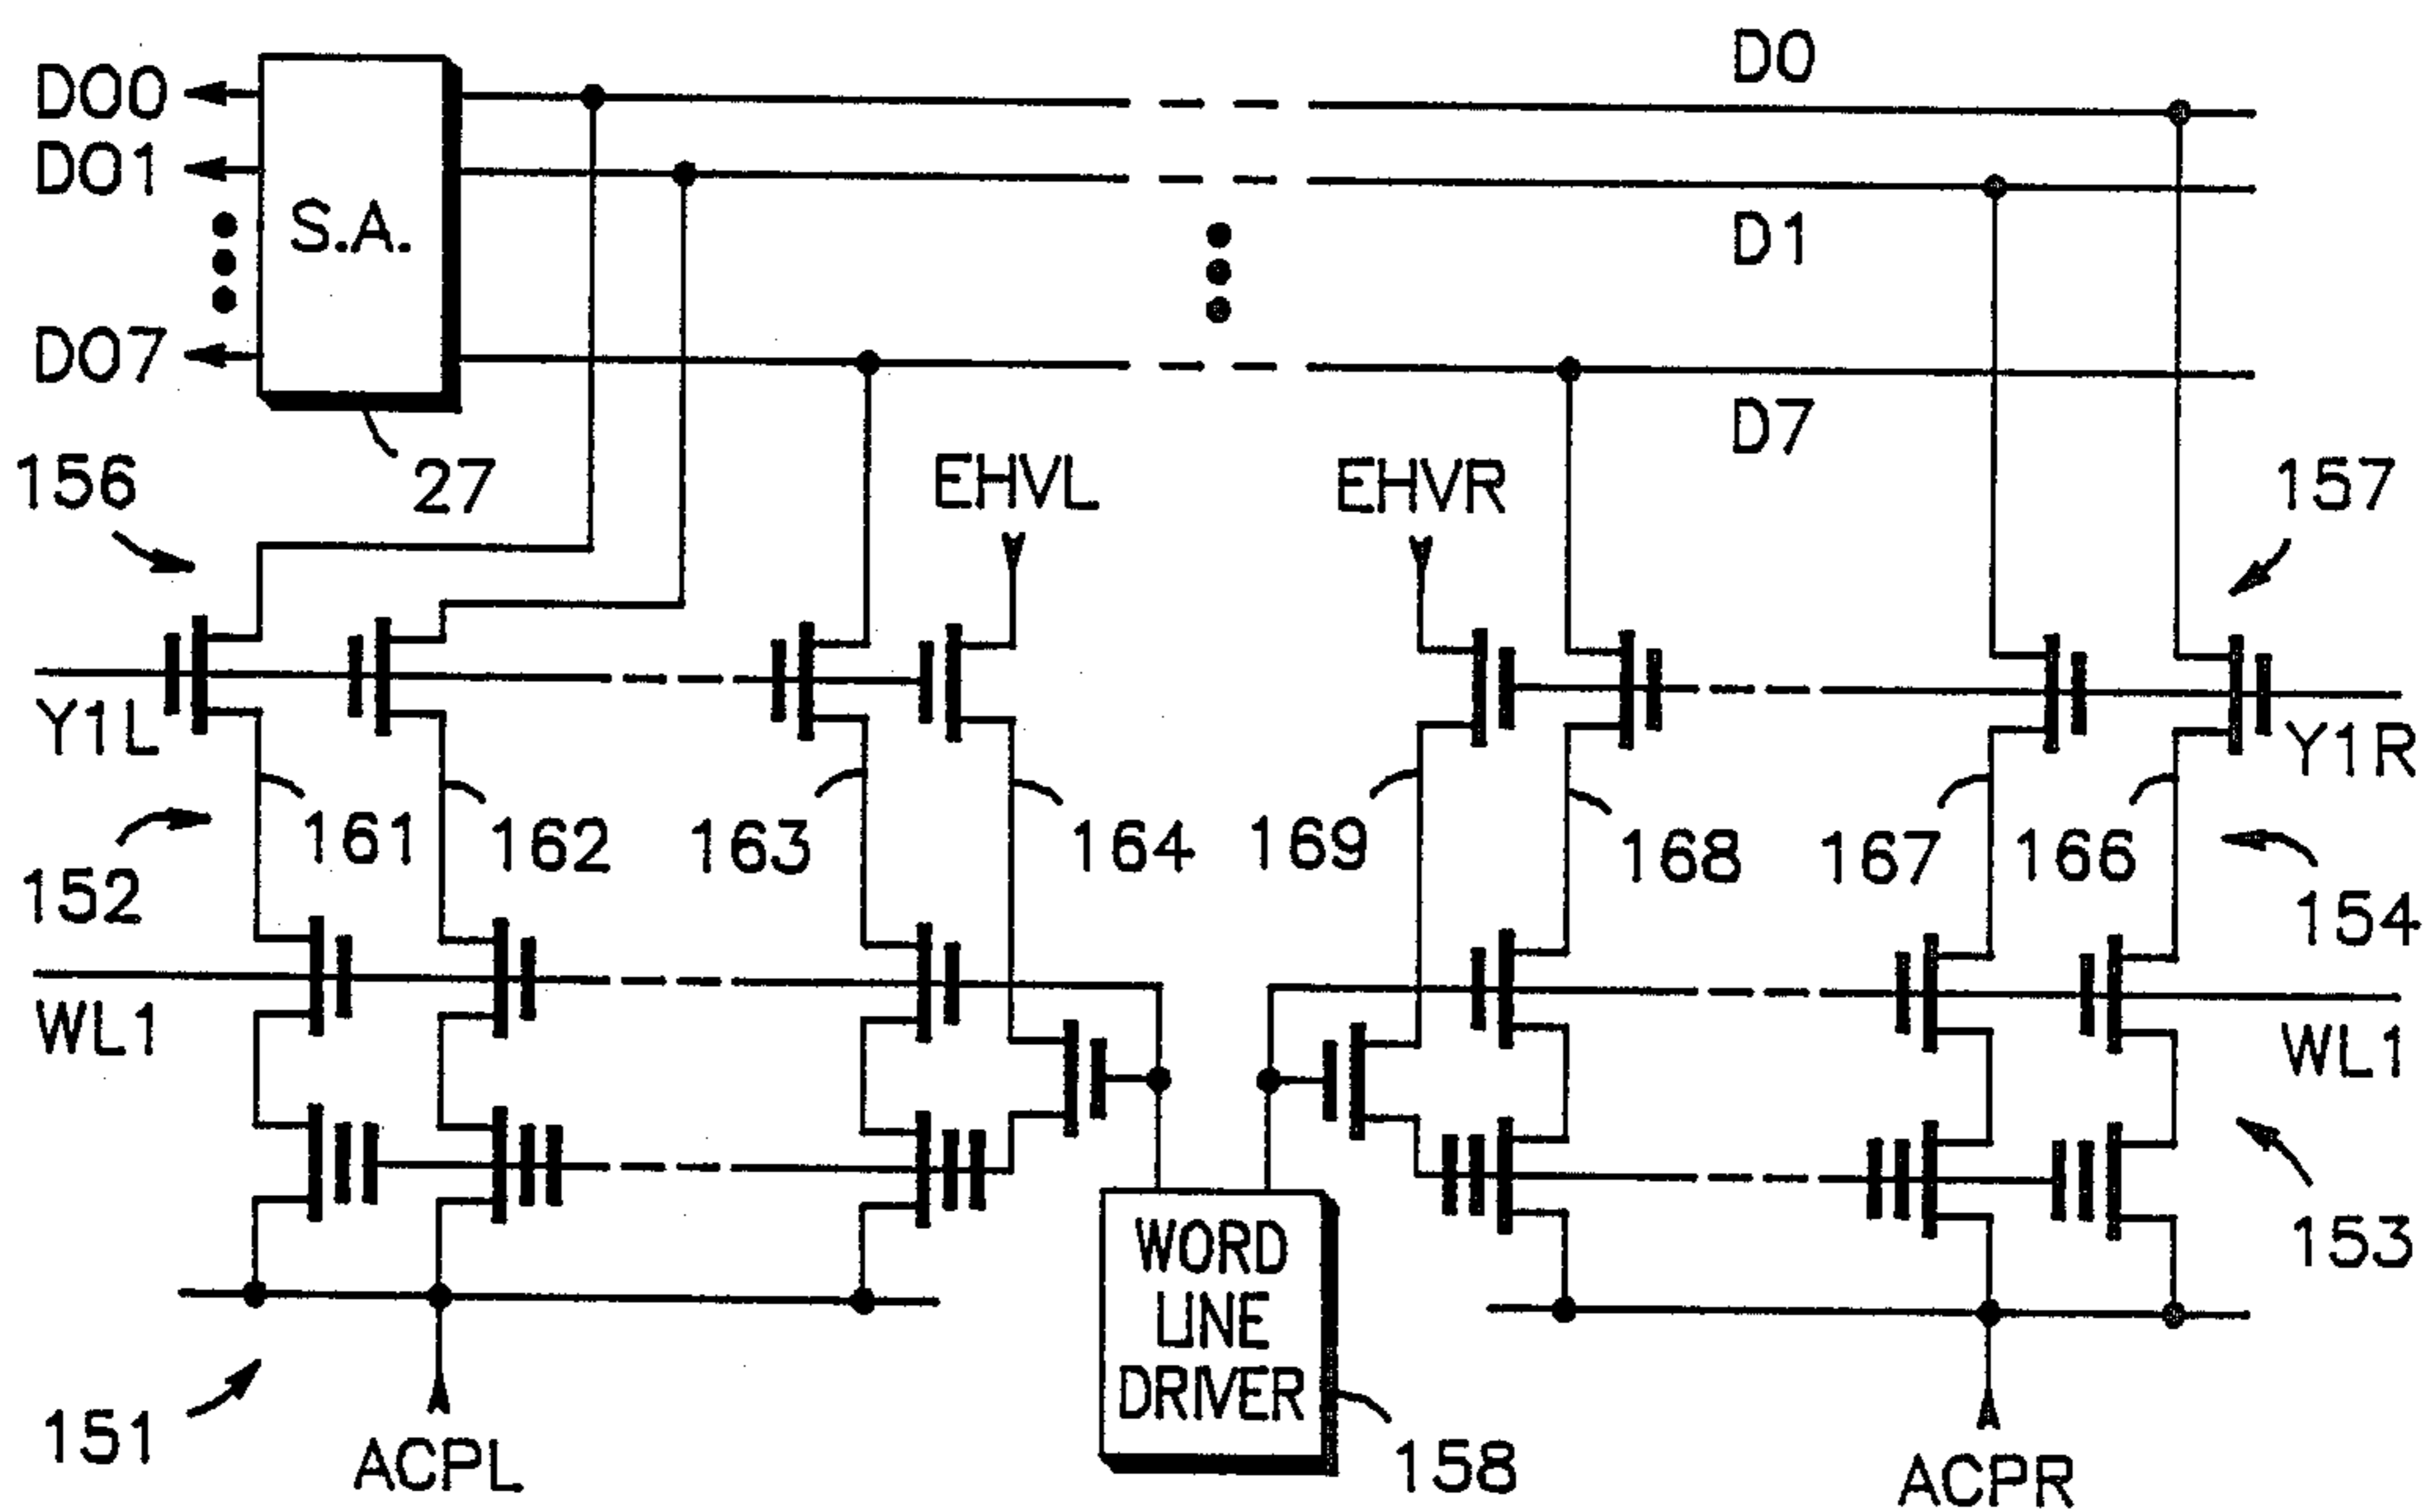 D0
DO0
DO1
S.A.
D1
DO7
D7
156
27
EHVL
EHVR
157
Y1L
Y1R
152
161
162
163
164
169
168
167
166
154
WL1
WL1
153
WORD
LINE
DRIVER
151
ACPL
158
ACPR